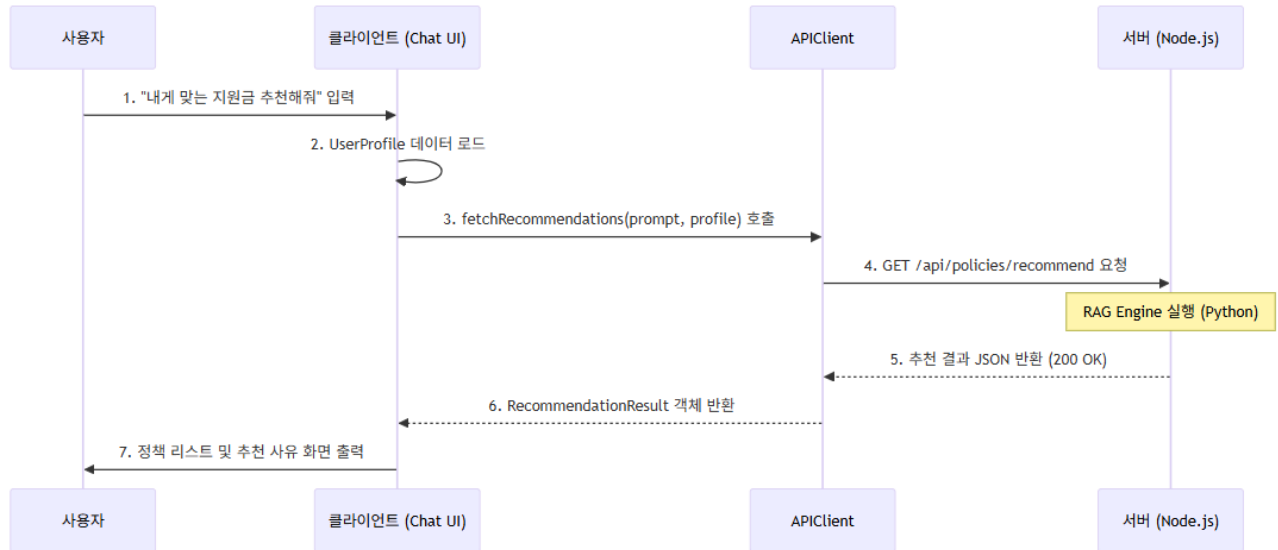 사용자
클라이언트 (Chat UI)
APIClient
서버 (Node.js)
1. "내게 맞는 지원금 추천해줘" 입력
2. UserProfile 데이터 로드
3. fetchRecommendations(prompt, profile) 호출
4. GET /api/policies/recommend 요청
RAG Engine 실행 (Python)
5. 추천 결과 JSON 반환 (200 OK)
6. RecommendationResult 객체 반환
7. 정책 리스트 및 추천 사유 화면 출력
사용자
클라이언트 (Chat UI)
APIClient
서버 (Node.js)